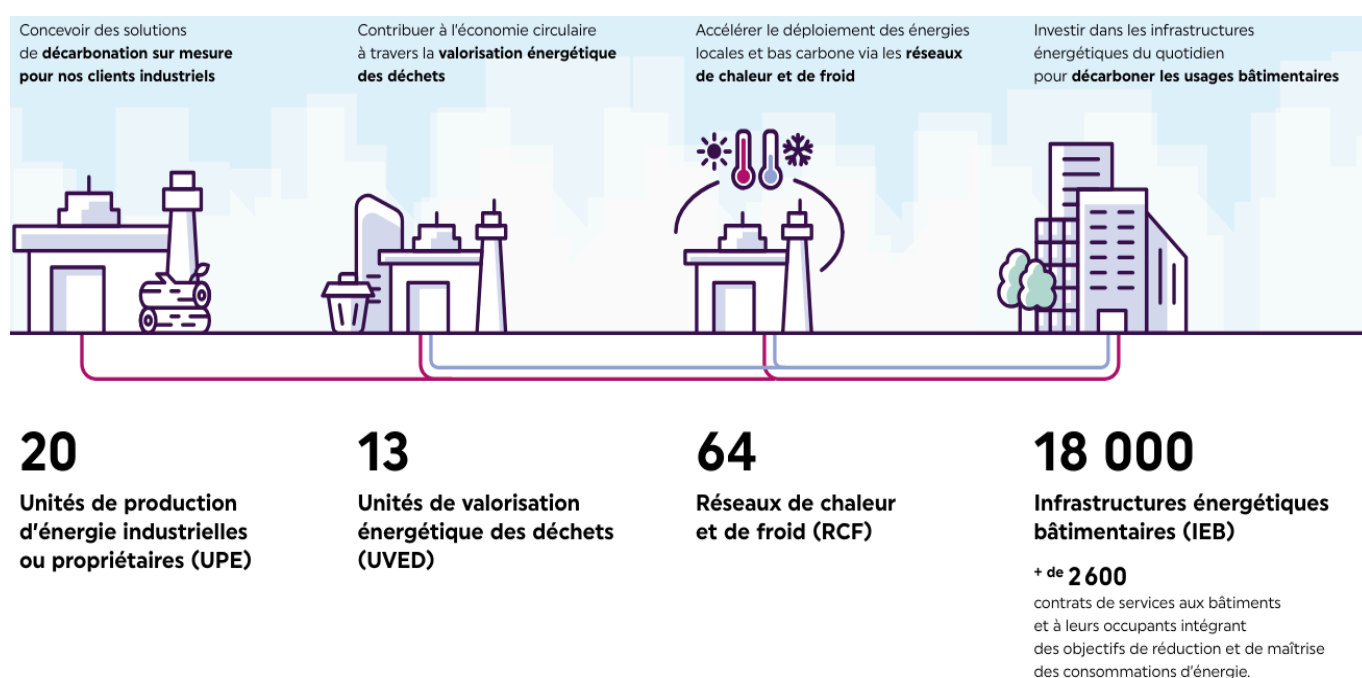 Concevoir des solutions
de décarbonation sur mesure
pour nos clients industriels
Contribuer à l'économie circulaire
à travers la valorisation énergétique
des déchets
Accélérer le déploiement des énergies
locales et bas carbone via les réseaux
de chaleur et de froid
Investir dans les infrastructures
énergétiques du quotidien
pour décarboner les usages bâtimentaires
20
Unités de production
d'énergie industrielles
ou propriétaires (UPE)
13
Unités de valorisation
énergétique des déchets
(UVED)
64
Réseaux de chaleur
et de froid (RCF)
18 000
Infrastructures énergétiques
bâtimentaires (IEB)
+ de 2 600
contrats de services aux bâtiments
et à leurs occupants intégrant
des objectifs de réduction et de maîtrise
des consommations d'énergie.